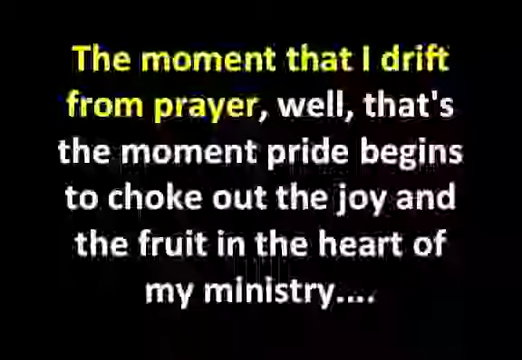 The moment that I drift
from prayer, well, that's
the moment pride begins
to choke out the joy and
the fruit in the heart of
my ministry....